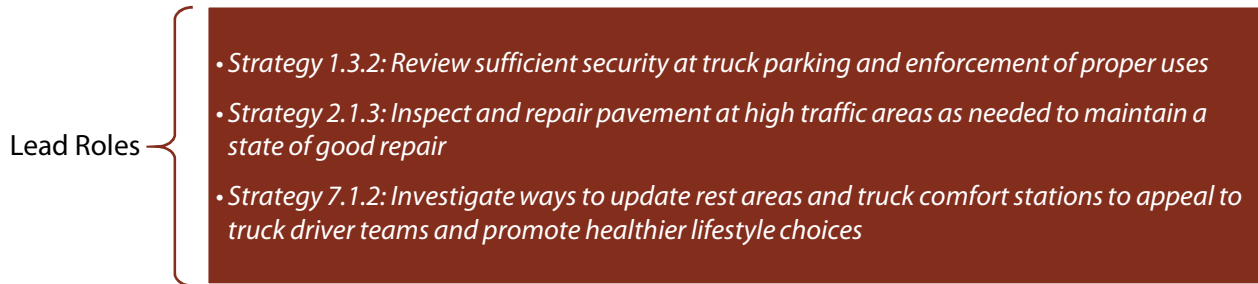 Lead Roles
• Strategy 1.3.2: Review sufficient security at truck parking and enforcement of proper uses
• Strategy 2.1.3: Inspect and repair pavement at high traffic areas as needed to maintain a
state of good repair
• Strategy 7.1.2: Investigate ways to update rest areas and truck comfort stations to appeal to
truck driver teams and promote healthier lifestyle choices